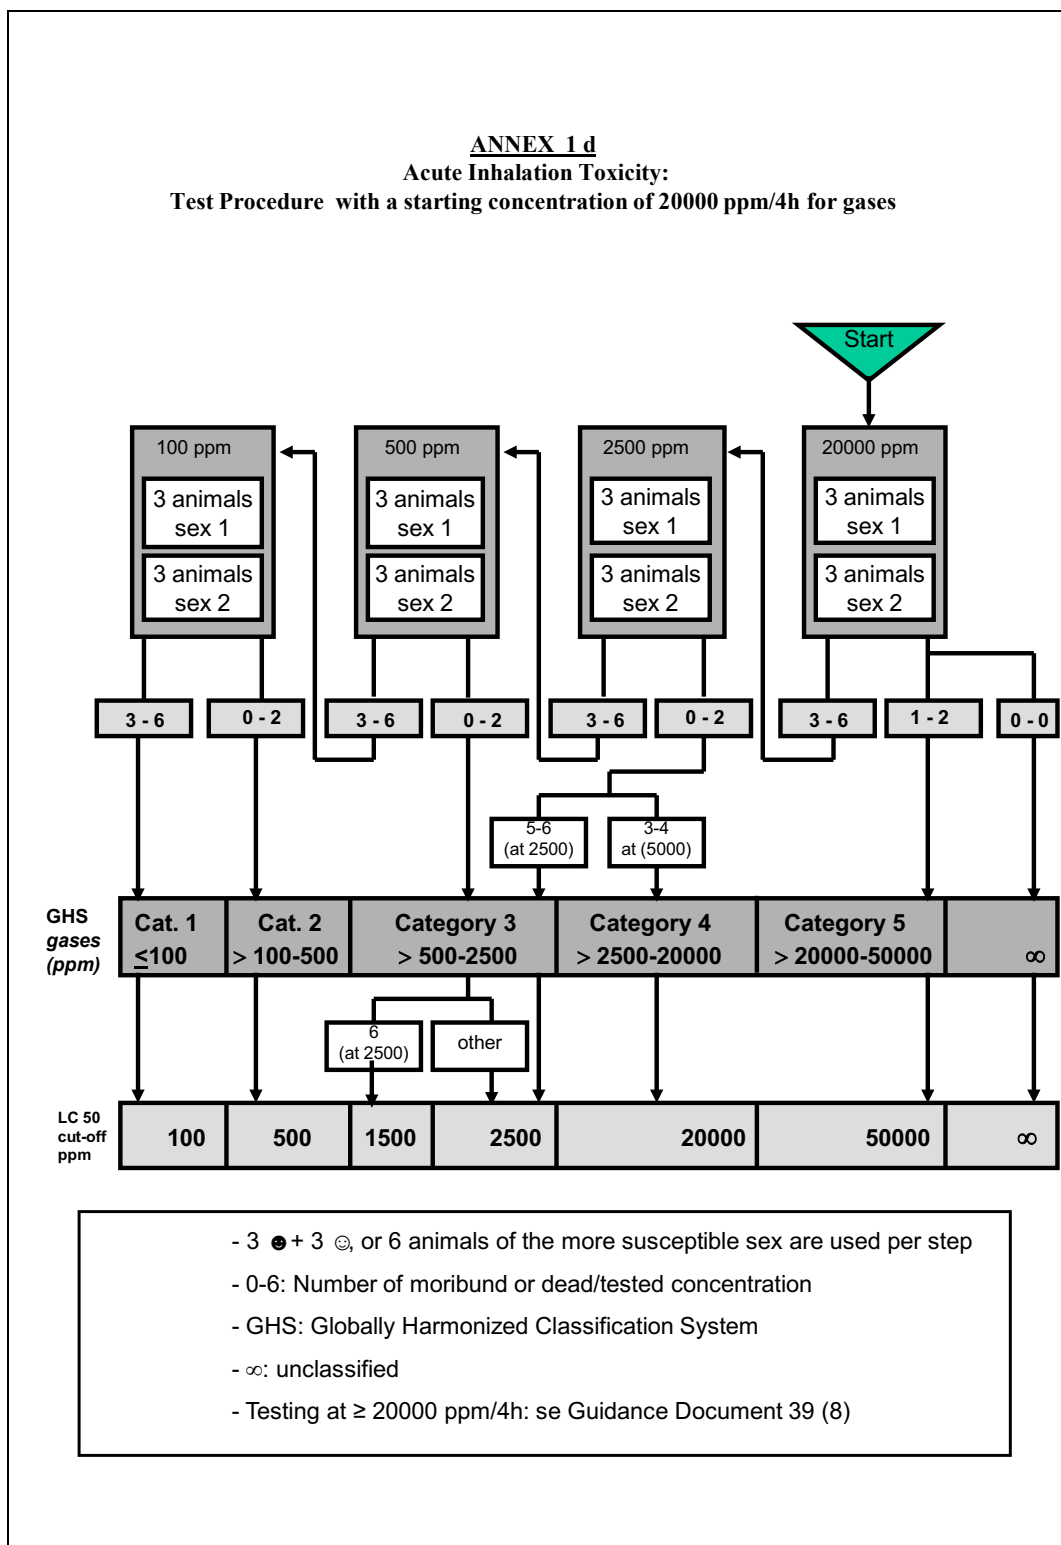 ANNEX 1 d
Acute Inhalation Toxicity:
Test Procedure with a starting concentration of 20000 ppm/4h for gases
Start
100 ppm
3 animals
sex 1
3 animals
sex 2
500 ppm
3 animals
sex 1
3 animals
sex 2
2500 ppm
3 animals
sex 1
3 animals
sex 2
20000 ppm
3 animals
sex 1
3 animals
sex 2
3 - 6
0 - 2
3 - 6
0 - 2
3 - 6
0 - 2
3 - 6
1 - 2
0 - 0
5-6
(at 2500)
3-4
at (5000)
GHS
gases
(ppm)
Cat. 1
≤100
Cat. 2
> 100-500
Category 3
> 500-2500
Category 4
> 2500-20000
Category 5
> 20000-50000
∞
6
(at 2500)
other
LC 50
cut-off
ppm
100
500
1500
2500
20000
50000
∞
- 3 ☻+ 3 ☺, or 6 animals of the more susceptible sex are used per step
- 0-6: Number of moribund or dead/tested concentration
- GHS: Globally Harmonized Classification System
- ∞: unclassified
- Testing at ≥ 20000 ppm/4h: se Guidance Document 39 (8)